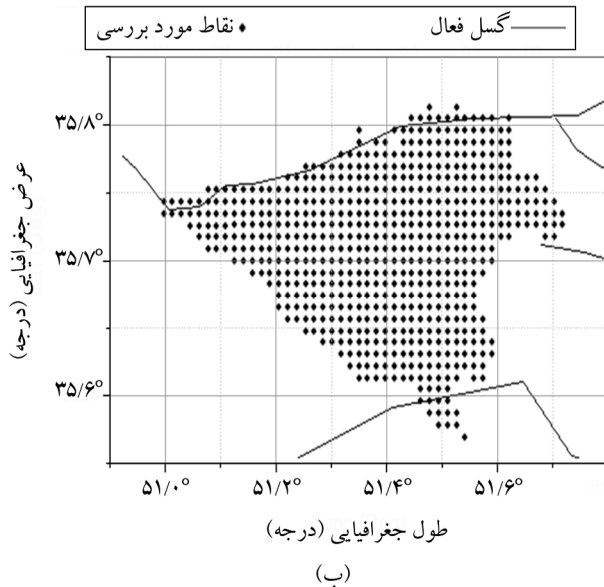 گسل فعال نقاط مورد بررسی
۳۵/۸°
۳۵/۷°
۳۵/۶°
عرض جغرافیایی (درجه)
۵۱/۰° ۵۱/۲° ۵۱/۴° ۵۱/۶°
طول جغرافیایی (درجه)
(ب)